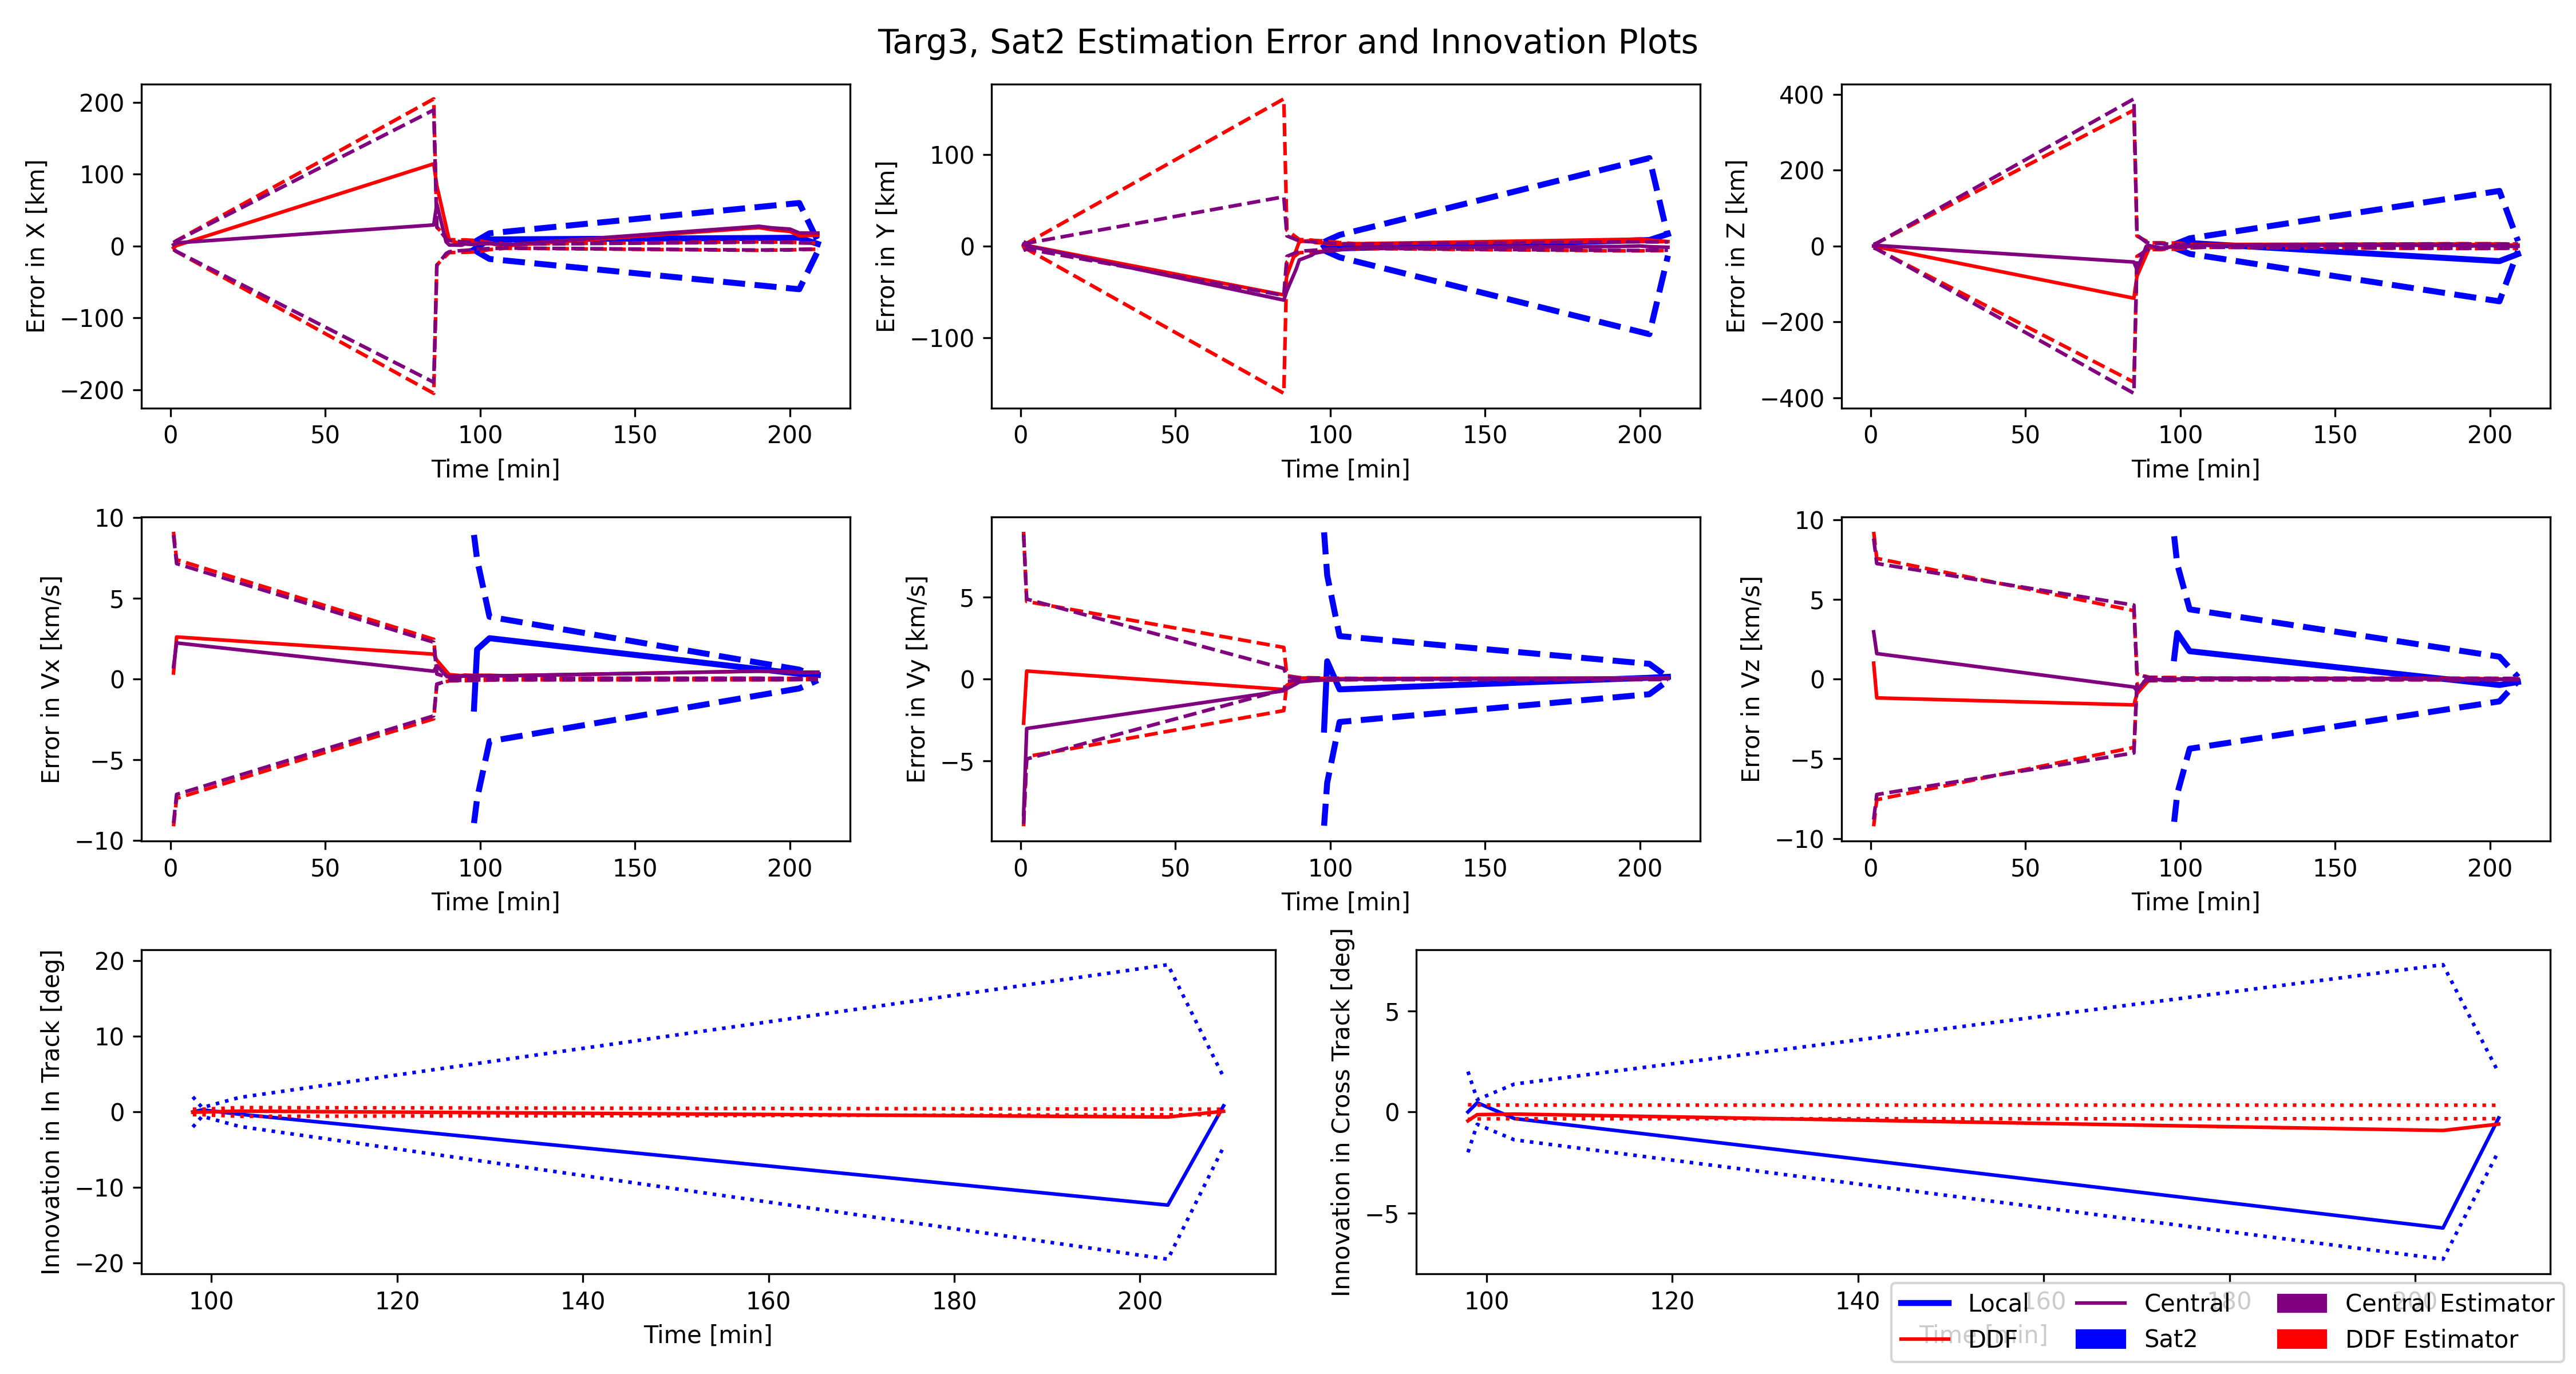 Targ3, Sat2 Estimation Error and Innovation Plots
Error in X [km]
200
100
0
−100
−200
0 50 100 150 200
Time [min]
Error in Y [km]
100
0
−100
0 50 100 150 200
Time [min]
Error in Z [km]
400
200
0
−200
−400
0 50 100 150 200
Time [min]
Error in Vx [km/s]
10
5
0
−5
−10
0 50 100 150 200
Time [min]
Error in Vy [km/s]
5
0
−5
0 50 100 150 200
Time [min]
Error in Vz [km/s]
10
5
0
−5
−10
0 50 100 150 200
Time [min]
Innovation in In Track [deg]
20
10
0
−10
−20
100 120 140 160 180 200
Time [min]
Innovation in Cross Track [deg]
5
0
−5
100 120 140 160 180 200
Time [min]
Local Central Central Estimator
DDF Sat2 DDF Estimator